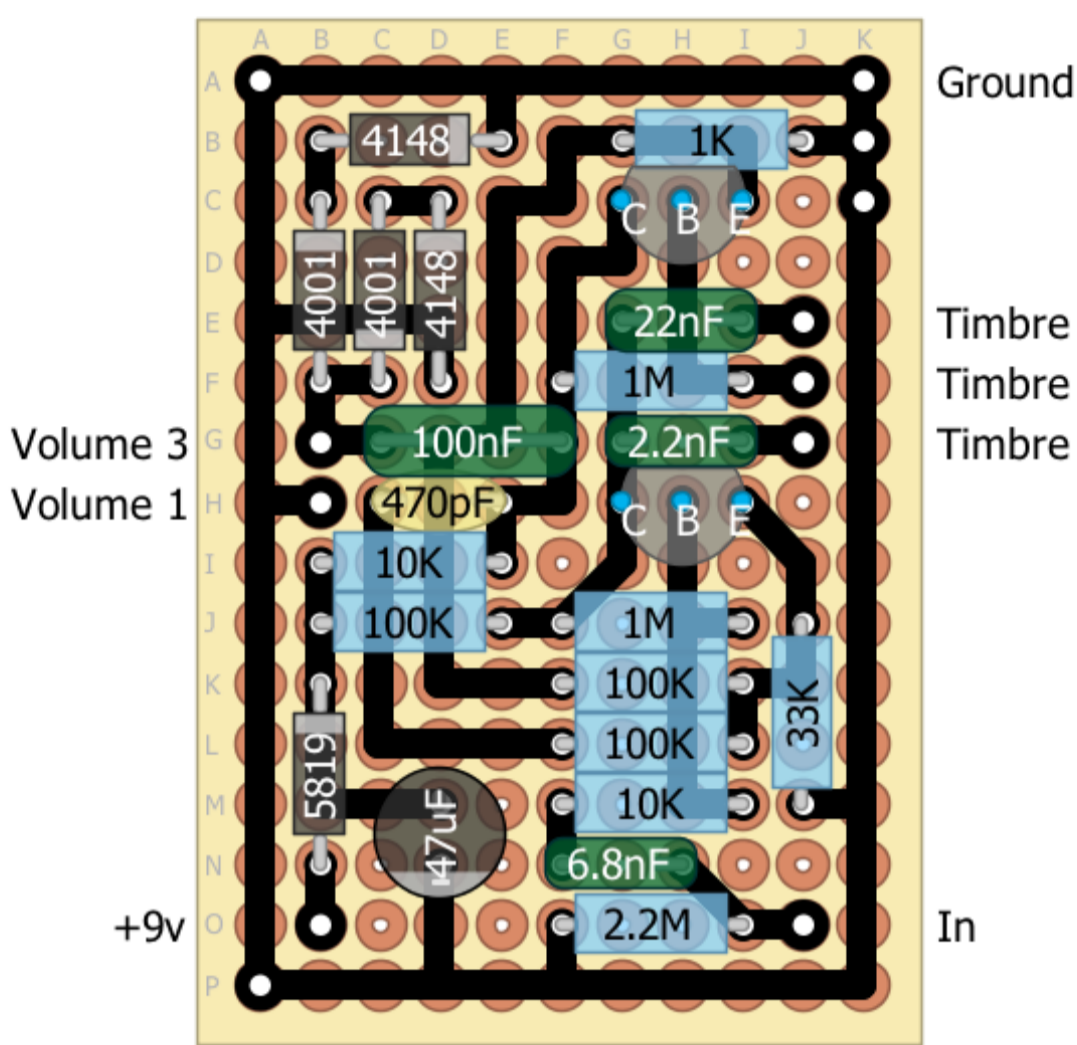 A B C D E F G H I J K
A Ground
B 4148 1K
C C B E
D 4001 4001 4148
E 22nF Timbre
F 1M Timbre
Volume 3 G 100nF 2.2nF Timbre
Volume 1 H 470pF C B E
I 10K
J 100K 1M
K 100K
L 5819 100K 33K
M 47uF 10K
N 6.8nF
+9v O 2.2M In
P